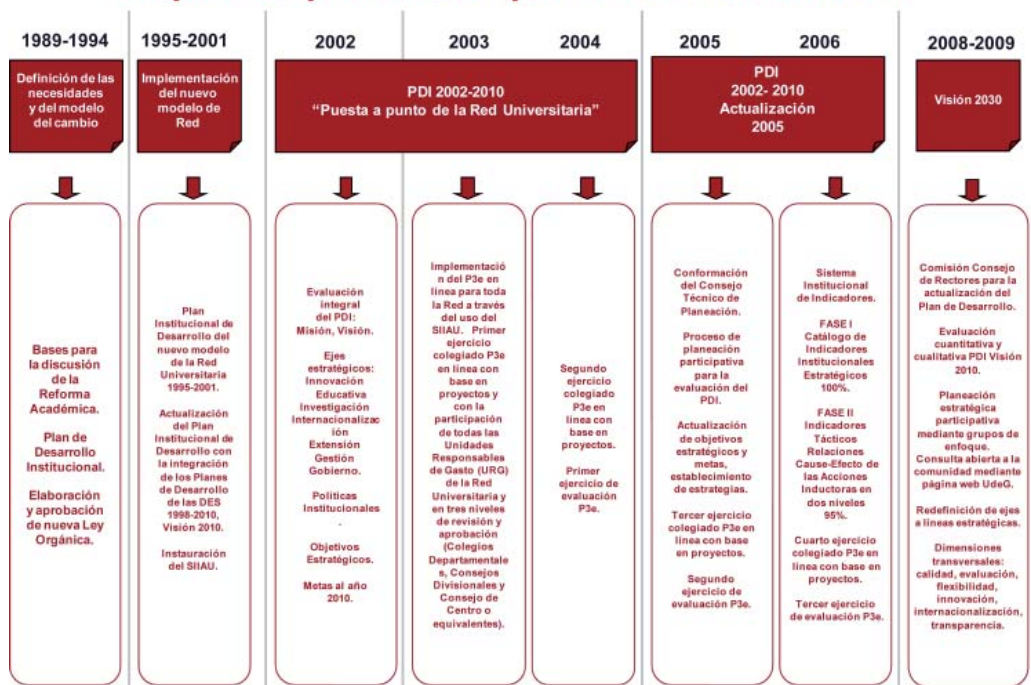 1989-1994
1995-2001
2002
2003
2004
2005
2006
2008-2009
Definición de las
necesidades
y del modelo
del cambio
Implementación
del nuevo
modelo de
Red
PDI 2002-2010
“Puesta a punto de la Red Universitaria”
PDI
2002- 2010
Actualización
2005
Visión 2030
Bases para
la discusión
de la
Reforma
Académica.
Plan de
Desarrollo
Institucional.
Elaboración
y aprobación
de nueva Ley
Orgánica.
Plan
Institucional de
Desarrollo del
nuevo modelo
de la Red
Universitaria
1995-2001.
Actualización
del Plan
Institucional de
Desarrollo con
la integración
de los Planes
de Desarrollo
de las DES
1998-2010,
Visión 2010.
Instauración
del SIIAU.
Evaluación
integral
del PDI:
Misión, Visión.
Ejes
estratégicos:
Innovación
Educativa
Investigación
Internacionalizac
ión
Extensión
Gestión
Gobierno.
Políticas
Institucionales
.
Objetivos
Estratégicos.
Metas al año
2010.
Implementació
n del P3e en
línea para toda
la Red a través
del uso del
SIIAU. Primer
ejercicio
colegiado P3e
en línea con
base en
proyectos y
con la
participación
de todas las
Unidades
Responsables
de Gasto (URG)
de la Red
Universitaria y
en tres niveles
de revisión y
aprobación
(Colegios
Departamentale
s, Consejos
Divisionales y
Consejo de
Centro o
equivalentes).
Segundo
ejercicio
colegiado
P3e en
línea con
base en
proyectos.
Primer
ejercicio de
evaluación
P3e.
Conformación
del Consejo
Técnico de
Planeación.
Proceso de
planeación
participativa
para la
evaluación del
PDI.
Actualización
de objetivos
estratégicos y
metas,
establecimiento
de estrategias.
Tercer ejercicio
colegiado P3e en
línea con base
en proyectos.
Segundo
ejercicio de
evaluación P3e.
Sistema
Institucional
de Indicadores.
FASE I
Catálogo de
Indicadores
Institucionales
Estratégicos
100%.
FASE II
Indicadores
Tácticos
Relaciones
Cause-Efecto de
las Acciones
Inductoras en
dos niveles
95%.
Cuarto ejercicio
colegiado P3e en
línea con base en
proyectos.
Tercer ejercicio
de evaluación P3e.
Comisión Consejo
de Rectores para la
actualización del
Plan de Desarrollo.
Evaluación
cuantitativa y
cualitativa PDI Visión
2010.
Planeación
estratégica
participativa
mediante grupos de
enfoque.
Consulta abierta a la
comunidad mediante
página web UdeG.
Redefinición de ejes
a líneas estratégicas.
Dimensiones
transversales:
calidad, evaluación,
flexibilidad,
innovación,
internacionalización,
transparencia.